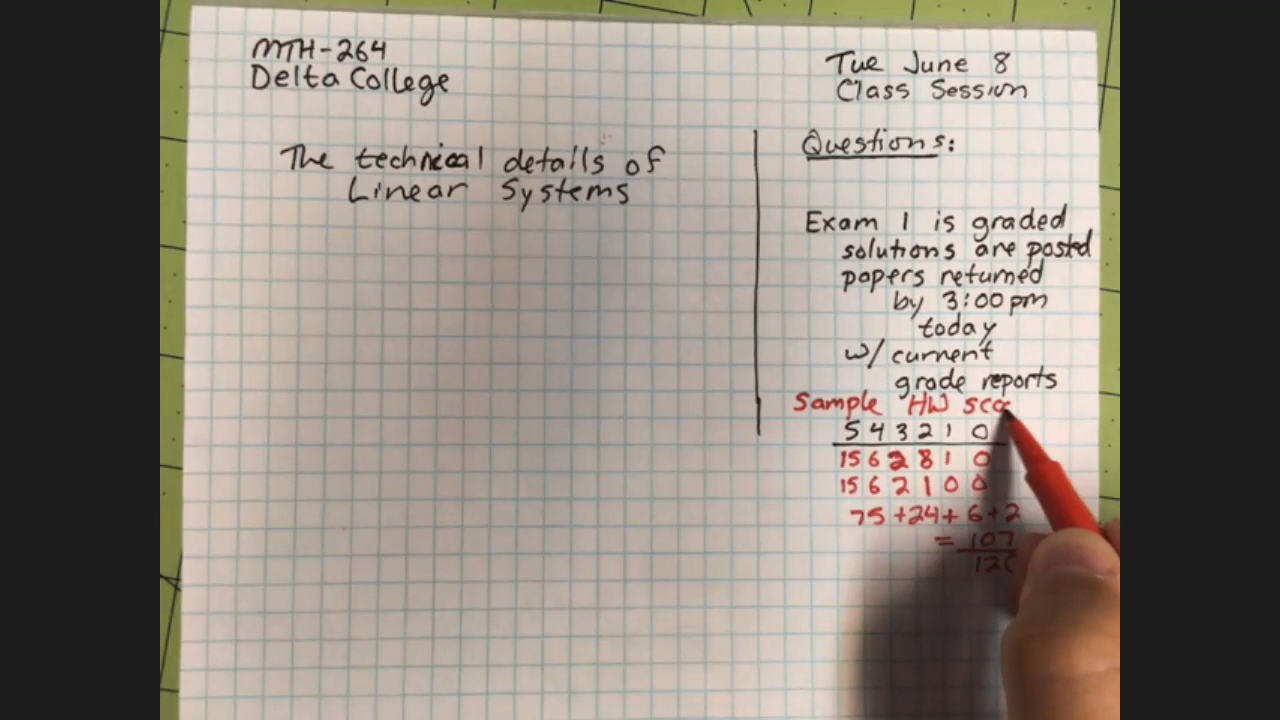 MTH-264
Delta College
The technical details of
Linear Systems
Tue June 8
Class Session
Questions:
Exam 1 is graded
solutions are posted
papers returned
by 3:00pm
today
w/ current
grade reports
Sample HW
5 4 3 2 1 0
15 6 2 8 1 0
15 6 2 1 0 0
75 + 24 + 6 + 2
= 107